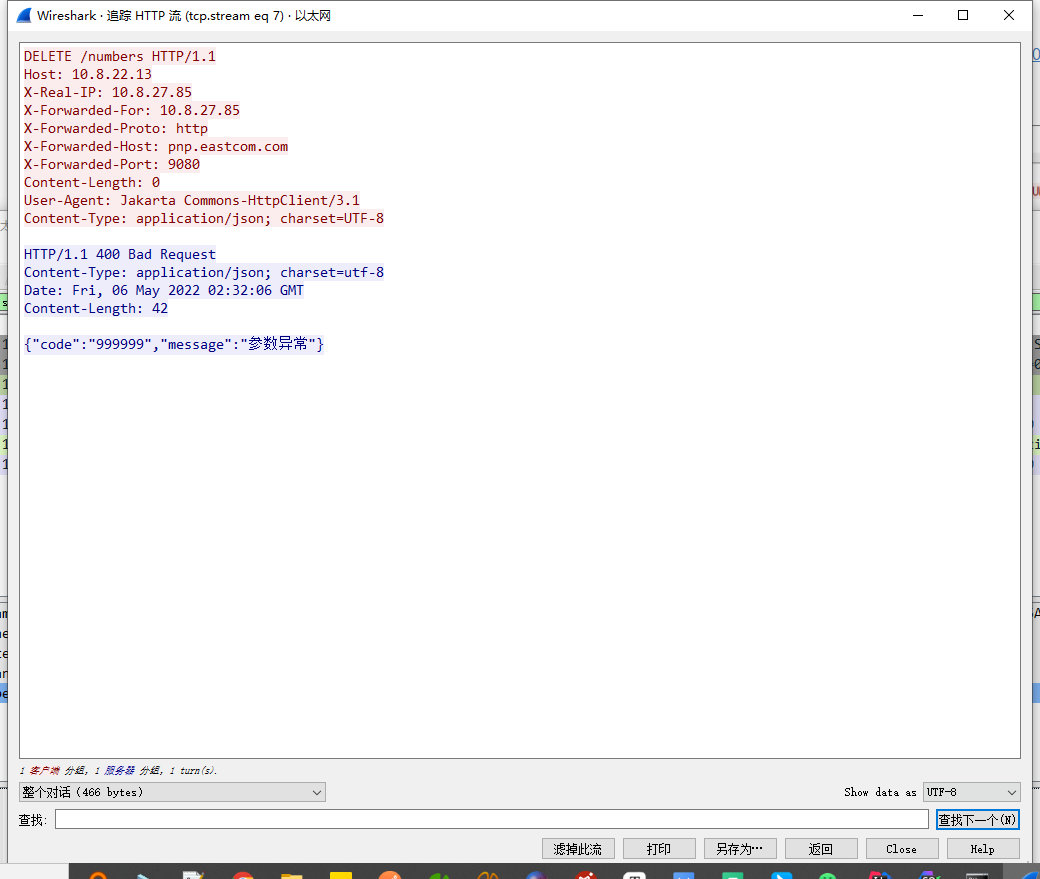 Wireshark · 追踪 HTTP 流 (tcp.stream eq 7) · 以太网
DELETE /numbers HTTP/1.1
Host: 10.8.22.13
X-Real-IP: 10.8.27.85
X-Forwarded-For: 10.8.27.85
X-Forwarded-Proto: http
X-Forwarded-Host: pnp.eastcom.com
X-Forwarded-Port: 9080
Content-Length: 0
User-Agent: Jakarta Commons-HttpClient/3.1
Content-Type: application/json; charset=UTF-8
HTTP/1.1 400 Bad Request
Content-Type: application/json; charset=utf-8
Date: Fri, 06 May 2022 02:32:06 GMT
Content-Length: 42
{"code":"999999","message":"参数异常"}
1 客户端 分组, 1 服务器 分组, 1 turn(s).
整个对话 (466 bytes)
Show data as UTF-8
查找:
查找下一个(N)
滤掉此流 打印 另存为… 返回 Close Help